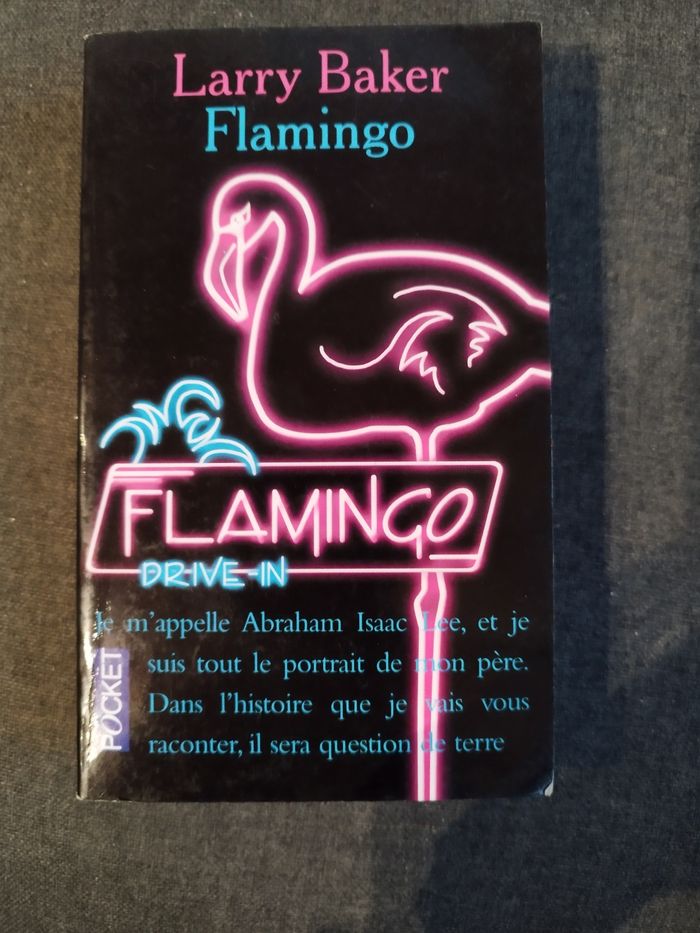 Larry Baker
Flamingo
FLAMINGO
DRIVE-IN
Je m'appelle Abraham Isaac Lee, et je
suis tout le portrait de mon père.
Dans l'histoire que je vais vous
raconter, il sera question de terre
POCKET